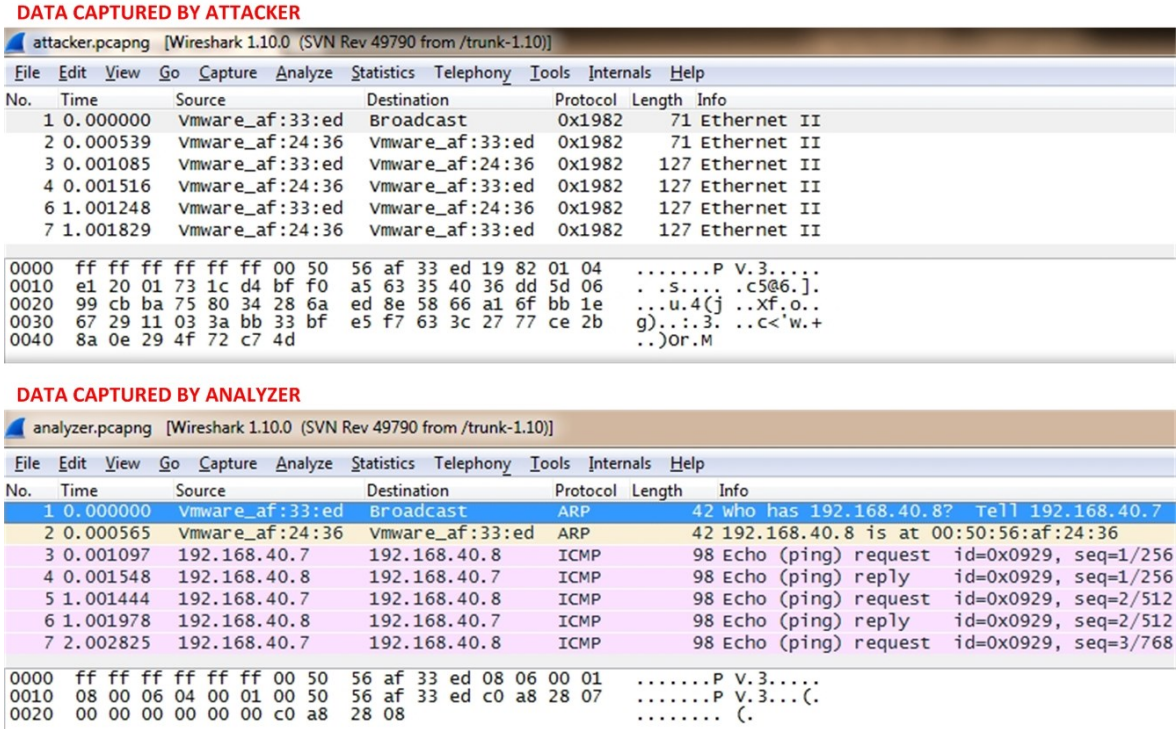 DATA CAPTURED BY ATTACKER
attacker.pcapng [Wireshark 1.10.0 (SVN Rev 49790 from /trunk-1.10)]
File Edit View Go Capture Analyze Statistics Telephony Tools Internals Help
No. Time Source Destination Protocol Length Info
1 0.000000 Vmware_af:33:ed Broadcast 0x1982 71 Ethernet II
2 0.000539 Vmware_af:24:36 Vmware_af:33:ed 0x1982 71 Ethernet II
3 0.001085 Vmware_af:33:ed Vmware_af:24:36 0x1982 127 Ethernet II
4 0.001516 Vmware_af:24:36 Vmware_af:33:ed 0x1982 127 Ethernet II
6 1.001248 Vmware_af:33:ed Vmware_af:24:36 0x1982 127 Ethernet II
7 1.001829 Vmware_af:24:36 Vmware_af:33:ed 0x1982 127 Ethernet II
0000 ff ff ff ff ff ff 00 50 56 af 33 ed 19 82 01 04 .......P V.3.....
0010 e1 20 01 73 1c d4 bf f0 a5 63 35 40 36 dd 5d 06 . .s.... .c5@6.].
0020 99 cb ba 75 80 34 28 6a ed 8e 58 66 a1 6f bb 1e ...u.4(j ..Xf.o..
0030 67 29 11 03 3a bb 33 bf e5 f7 63 3c 27 77 ce 2b g)..:.3. ..c<'w.+
0040 8a 0e 29 4f 72 c7 4d ..)Or.M
DATA CAPTURED BY ANALYZER
analyzer.pcapng [Wireshark 1.10.0 (SVN Rev 49790 from /trunk-1.10)]
File Edit View Go Capture Analyze Statistics Telephony Tools Internals Help
No. Time Source Destination Protocol Length Info
1 0.000000 Vmware_af:33:ed Broadcast ARP 42 Who has 192.168.40.8? Tell 192.168.40.7
2 0.000565 Vmware_af:24:36 Vmware_af:33:ed ARP 42 192.168.40.8 is at 00:50:56:af:24:36
3 0.001097 192.168.40.7 192.168.40.8 ICMP 98 Echo (ping) request id=0x0929, seq=1/256
4 0.001548 192.168.40.8 192.168.40.7 ICMP 98 Echo (ping) reply id=0x0929, seq=1/256
5 1.001444 192.168.40.7 192.168.40.8 ICMP 98 Echo (ping) request id=0x0929, seq=2/512
6 1.001978 192.168.40.8 192.168.40.7 ICMP 98 Echo (ping) reply id=0x0929, seq=2/512
7 2.002825 192.168.40.7 192.168.40.8 ICMP 98 Echo (ping) request id=0x0929, seq=3/768
0000 ff ff ff ff ff ff 00 50 56 af 33 ed 08 06 00 01 .......P V.3.....
0010 08 00 06 04 00 01 00 50 56 af 33 ed c0 a8 28 07 .......P V.3...(.
0020 00 00 00 00 00 00 c0 a8 28 08 ........ (.